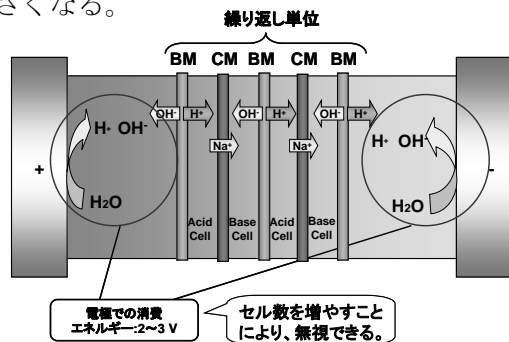 さくなる。
繰り返し単位
BM CM BM CM BM
OH- H+ OH- H+ OH- H+
H+ OH-
Na+ Na+
H+ OH-
+
-
H2O
H2O
Acid Cell
Base Cell
Acid Cell
Base Cell
電極での消費
エネルギー:2～3 V
セル数を増やすこと
により、無視できる。